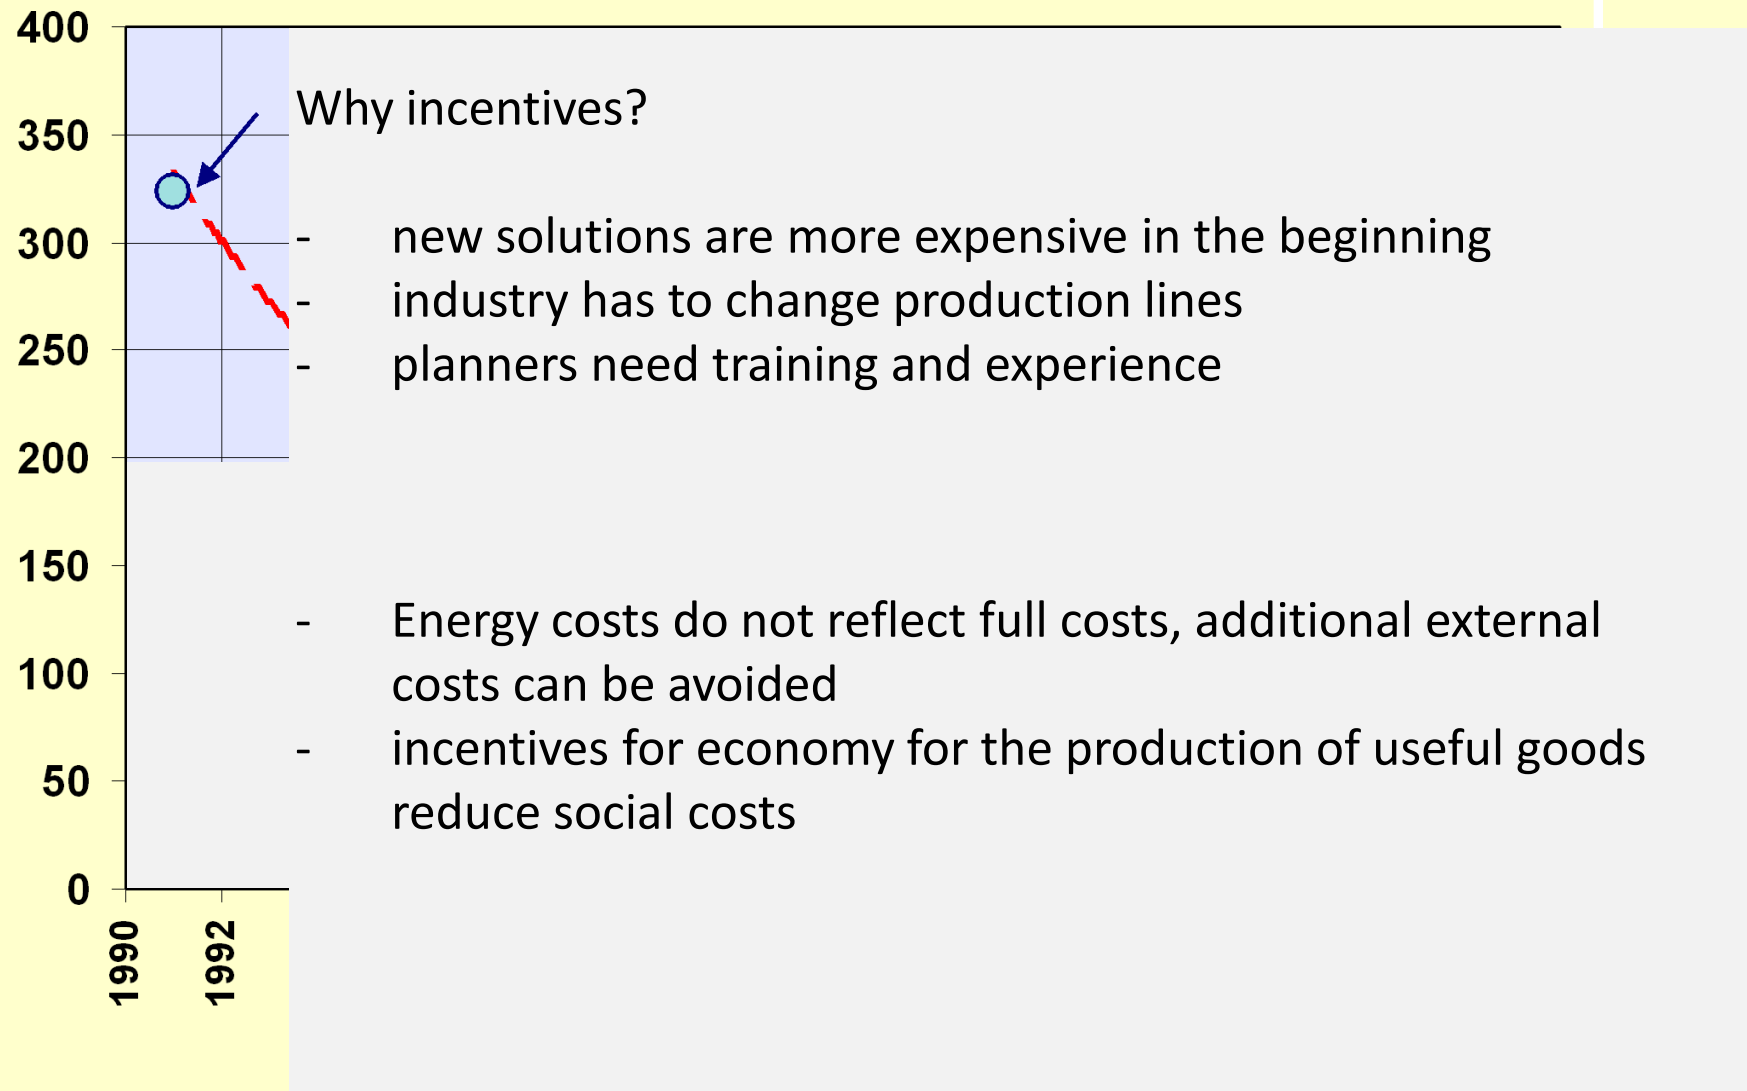 400
350
300
250
200
150
100
50
0
1990
1992
Why incentives?
- new solutions are more expensive in the beginning
- industry has to change production lines
- planners need training and experience
- Energy costs do not reflect full costs, additional external
costs can be avoided
- incentives for economy for the production of useful goods
reduce social costs